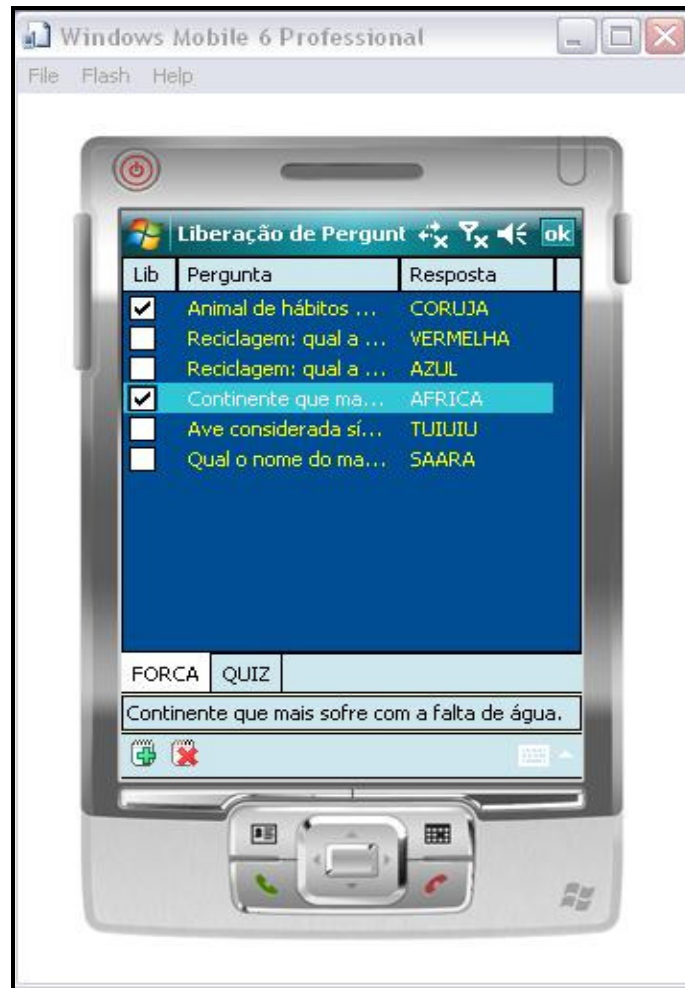 Windows Mobile 6 Professional
File Flash Help
Liberação de Pergunt ok
Lib Pergunta Resposta
Animal de hábitos ... CORUJA
Reciclagem: qual a ... VERMELHA
Reciclagem: qual a ... AZUL
Continente que ma... AFRICA
Ave considerada sí... TUIUIU
Qual o nome do ma... SAARA
FORCA QUIZ
Continente que mais sofre com a falta de água.